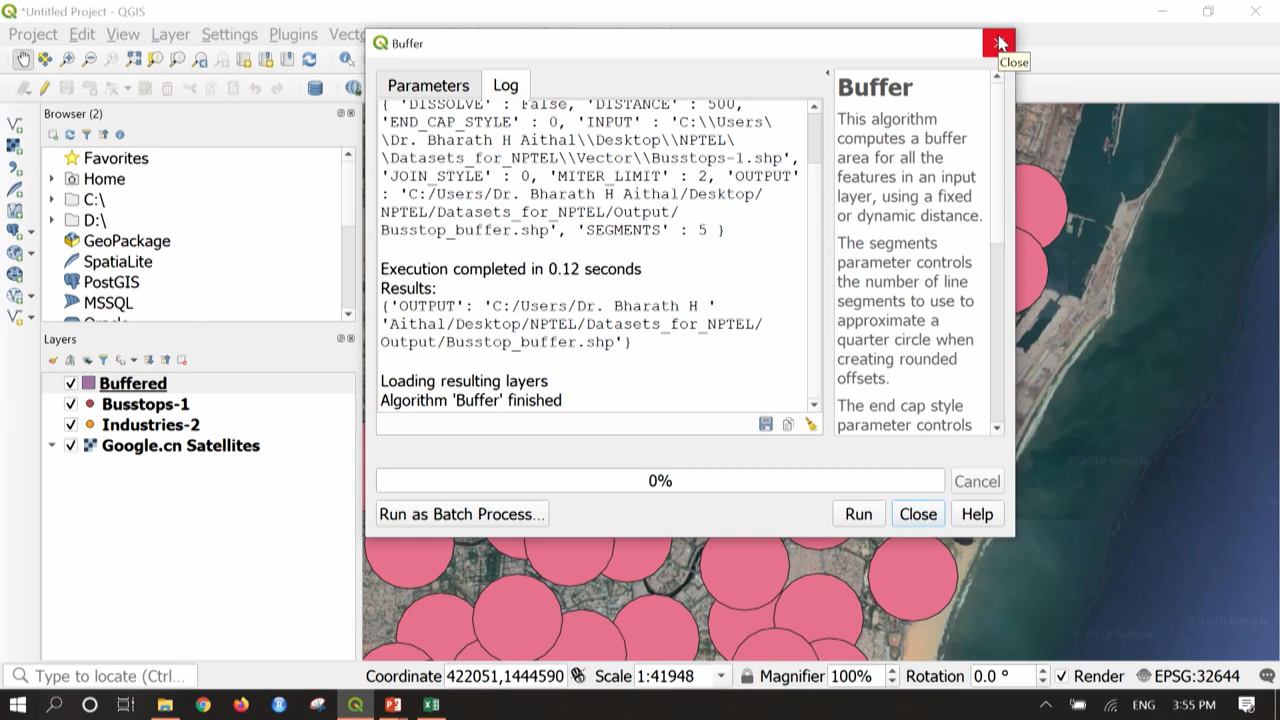 *Untitled Project - QGIS
Project Edit View Layer Settings Plugins Vect
Buffer
Close
Parameters Log
{ 'DISSOLVE' : False, 'DISTANCE' : 500,
'END_CAP_STYLE' : 0, 'INPUT' : 'C:\\Users\
\Dr. Bharath H Aithal\\Desktop\\NPTEL\
\Datasets_for_NPTEL\\Vector\\Busstops-1.shp',
'JOIN_STYLE' : 0, 'MITER_LIMIT' : 2, 'OUTPUT'
: 'C:/Users/Dr. Bharath H Aithal/Desktop/
NPTEL/Datasets_for_NPTEL/Output/
Busstop_buffer.shp', 'SEGMENTS' : 5 }
Execution completed in 0.12 seconds
Results:
{'OUTPUT': 'C:/Users/Dr. Bharath H '
'Aithal/Desktop/NPTEL/Datasets_for_NPTEL/
Output/Busstop_buffer.shp'}
Loading resulting layers
Algorithm 'Buffer' finished
Buffer
This algorithm
computes a buffer
area for all the
features in an input
layer, using a fixed
or dynamic distance.
The segments
parameter controls
the number of line
segments to use to
approximate a
quarter circle when
creating rounded
offsets.
The end cap style
parameter controls
0%
Cancel
Run as Batch Process...
Run
Close
Help
Browser (2)
Favorites
Home
C:\
D:\
GeoPackage
SpatiaLite
PostGIS
MSSQL
Layers
Buffered
Busstops-1
Industries-2
Google.cn Satellites
Type to locate (Ctrl...
Coordinate 422051,1444590 Scale 1:41948 Magnifier 100% Rotation 0.0 ° Render EPSG:32644
ENG 3:55 PM